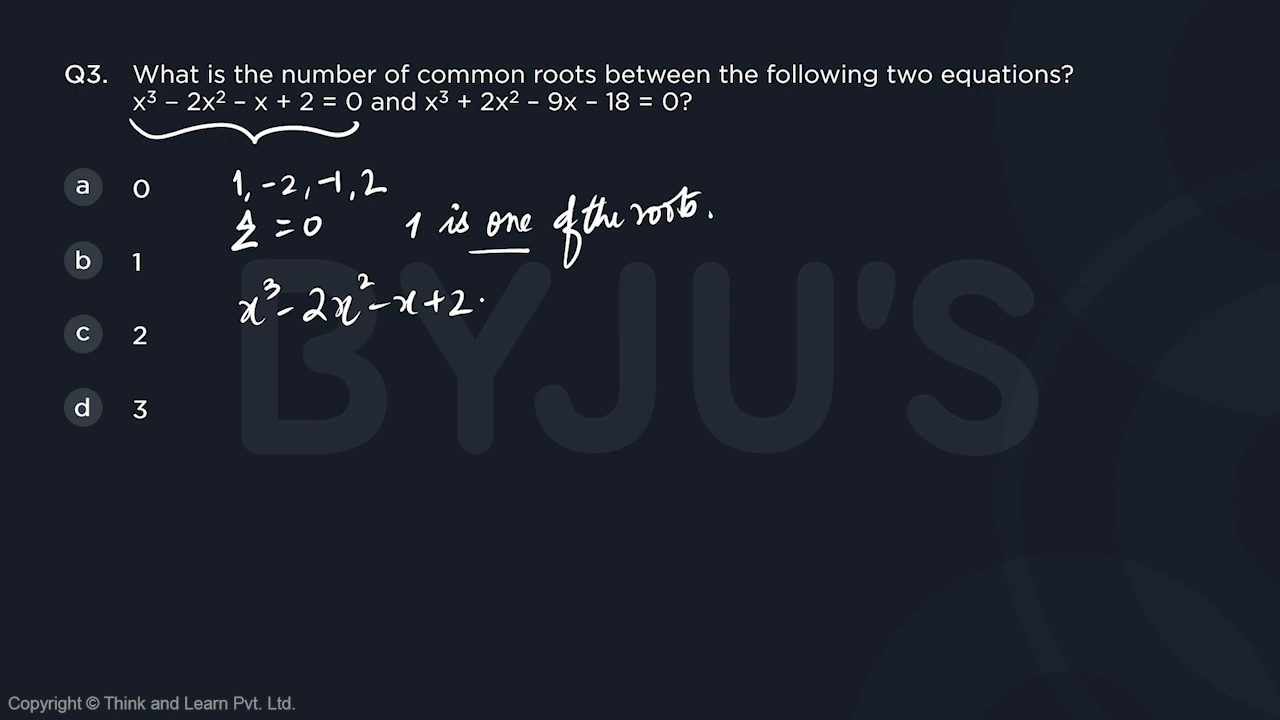 Q3. What is the number of common roots between the following two equations?
x³ – 2x² – x + 2 = 0 and x³ + 2x² – 9x – 18 = 0?
a 0
1, -2, -1, 2
Σ = 0 1 is one of the roots.
b 1
x³ - 2x² - x + 2.
c 2
d 3
BYJU'S
Copyright © Think and Learn Pvt. Ltd.